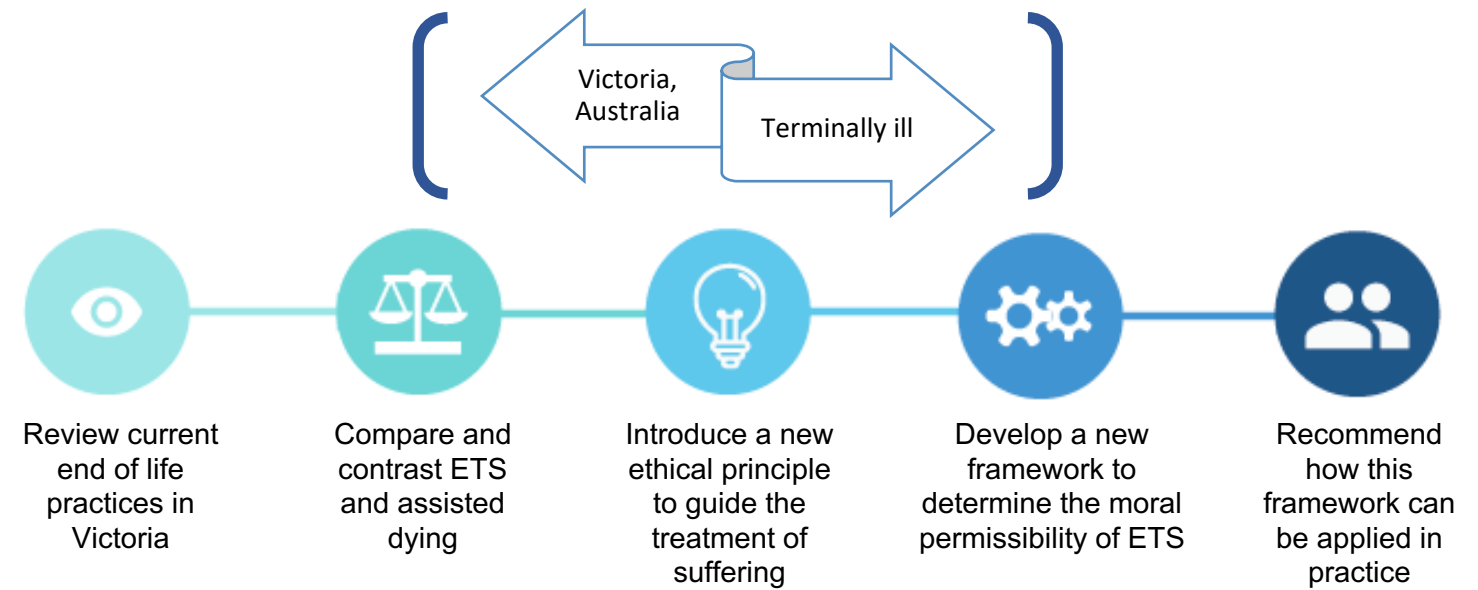 Victoria,
Australia
Terminally ill
Review current
end of life
practices in
Victoria
Compare and
contrast ETS
and assisted
dying
Introduce a new
ethical principle
to guide the
treatment of
suffering
Develop a new
framework to
determine the moral
permissibility of ETS
Recommend
how this
framework can
be applied in
practice